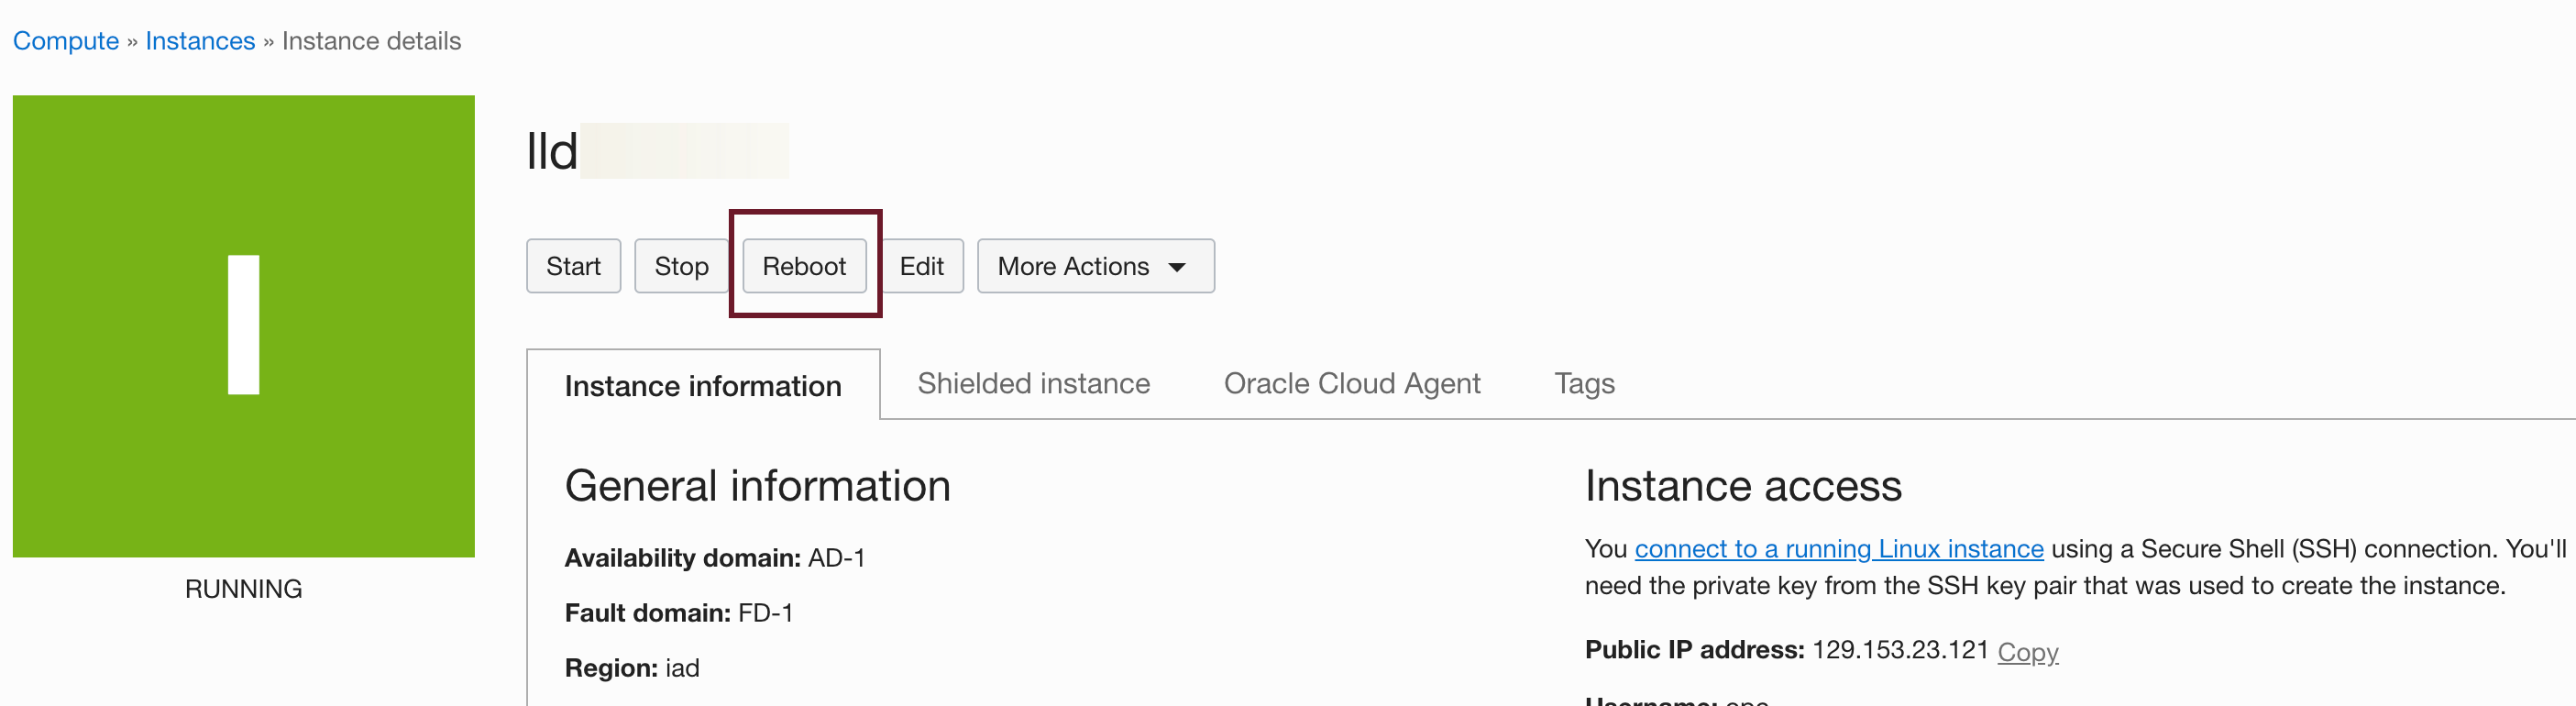 Compute » Instances » Instance details
lld
Start Stop Reboot Edit More Actions
Instance information Shielded instance Oracle Cloud Agent Tags
General information
Availability domain: AD-1
Fault domain: FD-1
Region: iad
Instance access
You connect to a running Linux instance using a Secure Shell (SSH) connection. You'll
need the private key from the SSH key pair that was used to create the instance.
Public IP address: 129.153.23.121 Copy
RUNNING